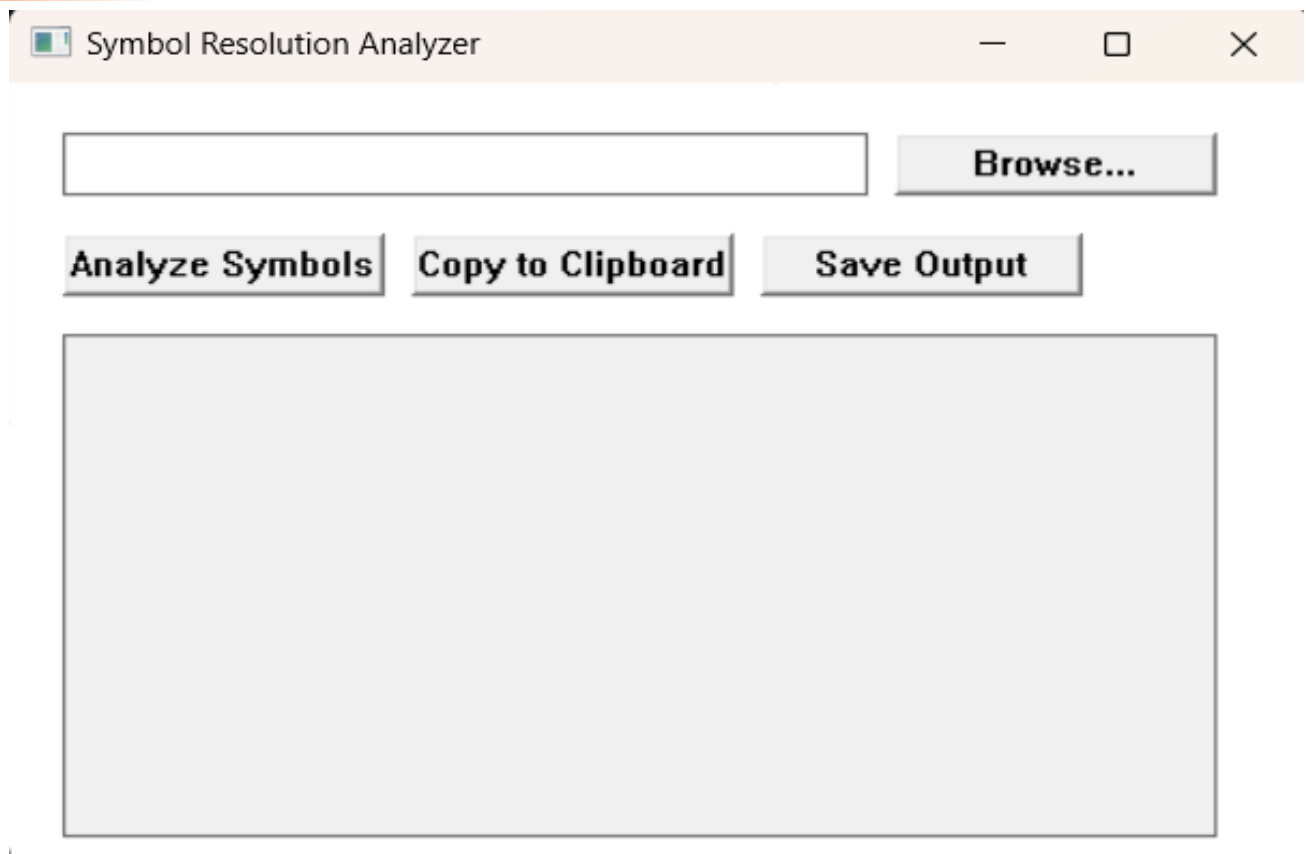 Symbol Resolution Analyzer
Browse...
Analyze Symbols Copy to Clipboard Save Output